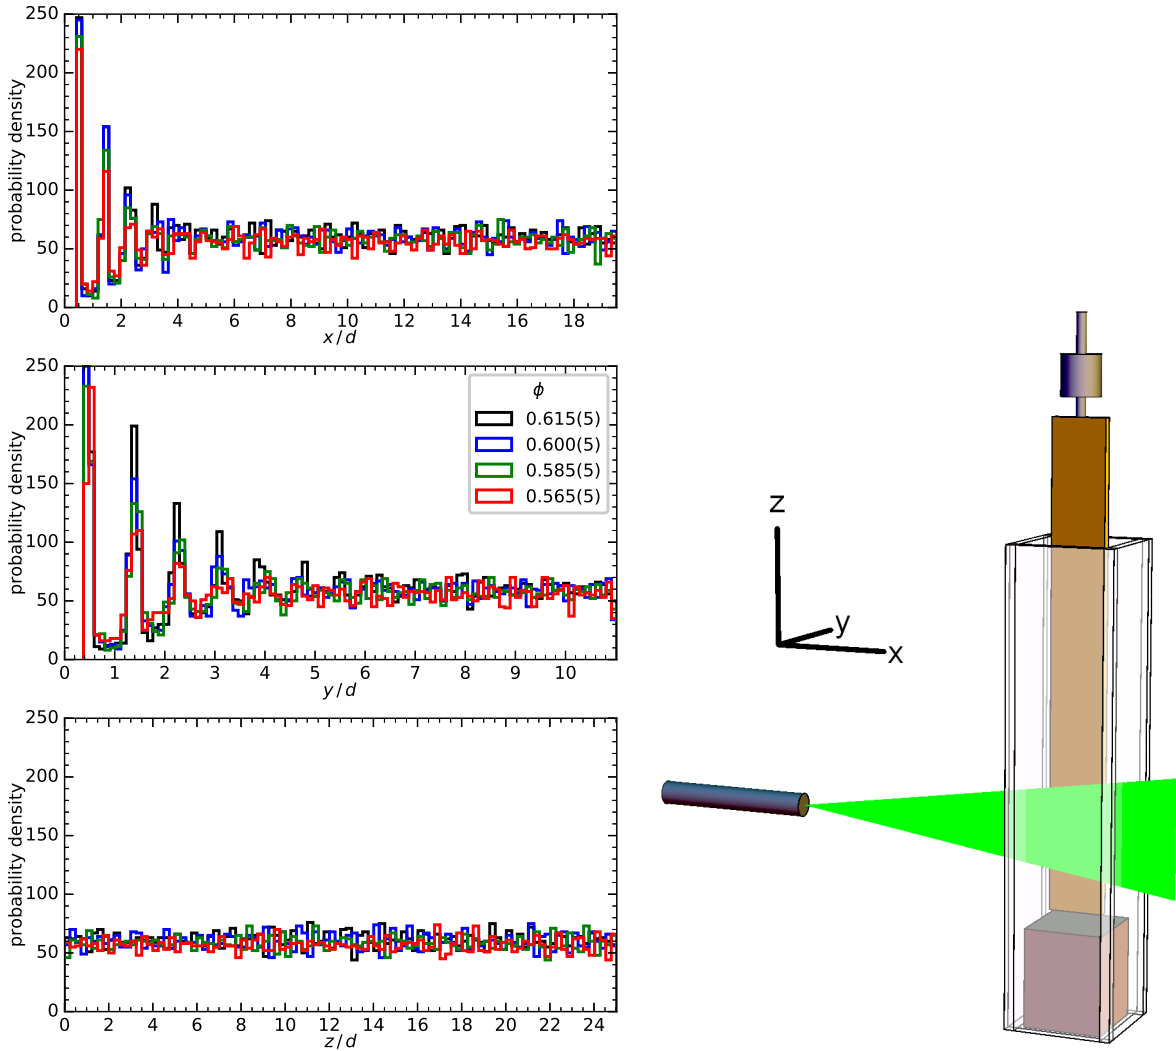 250
200
150
100
50
0
probability density
0 2 4 6 8 10 12 14 16 18
x/d
250
200
150
100
50
0
probability density
ϕ
0.615(5)
0.600(5)
0.585(5)
0.565(5)
0 1 2 3 4 5 6 7 8 9 10
y/d
250
200
150
100
50
0
probability density
0 2 4 6 8 10 12 14 16 18 20 22 24
z/d
z
y
x